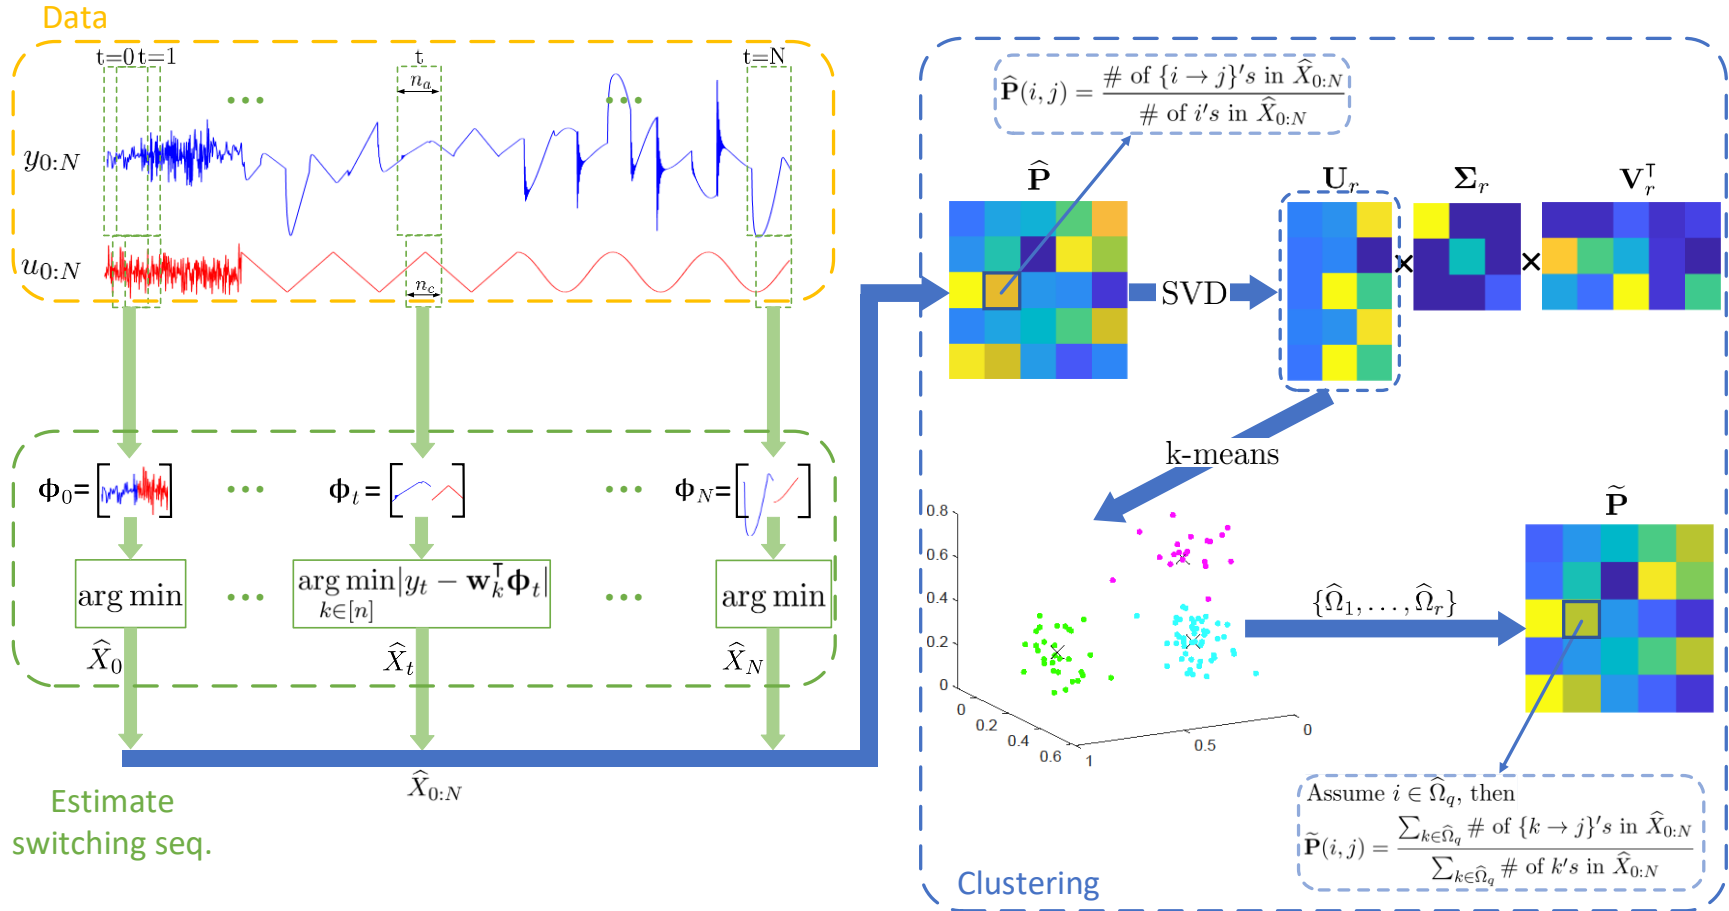 Data
t=0 t=1 t t=N
n_a
y_{0:N}
u_{0:N}
n_c
ϕ_0= ··· ϕ_t= ··· ϕ_N=
arg min ··· arg min|y_t − w_k^⊤ϕ_t| ··· arg min
k∈[n]
X̂_0 X̂_t X̂_N
X̂_{0:N}
Estimate
switching seq.
P̂(i, j) = # of {i → j}'s in X̂_{0:N} / # of i's in X̂_{0:N}
P̂ U_r Σ_r V_r^⊤
SVD × ×
k-means
0.8
0.6
0.4
0.2
0
0
0.2
0.4
0.6
1
0.5
0
{Ω̂_1, . . . , Ω̂_r}
P̃
Assume i ∈ Ω̂_q, then
P̃(i, j) = ∑_{k∈Ω̂_q} # of {k → j}'s in X̂_{0:N} / ∑_{k∈Ω̂_q} # of k's in X̂_{0:N}
Clustering